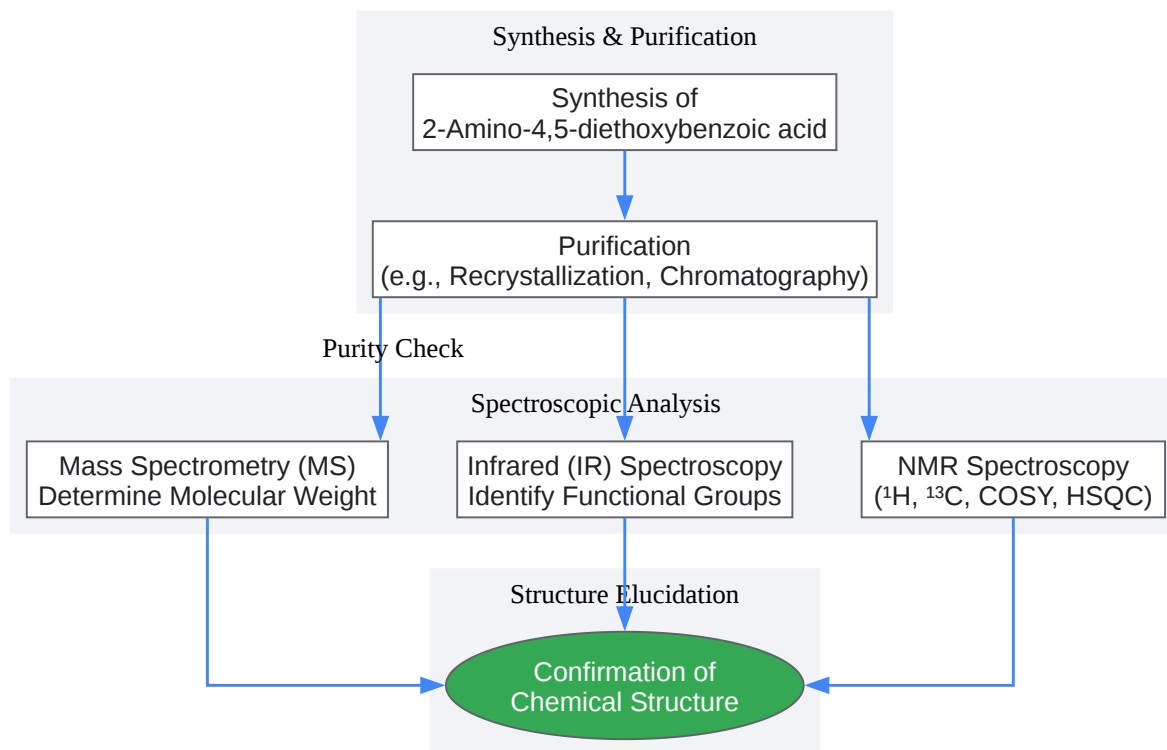 Synthesis & Purification
Synthesis of
2-Amino-4,5-diethoxybenzoic acid
Purification
(e.g., Recrystallization, Chromatography)
Purity Check
Spectroscopic Analysis
Mass Spectrometry (MS)
Determine Molecular Weight
Infrared (IR) Spectroscopy
Identify Functional Groups
NMR Spectroscopy
(¹H, ¹³C, COSY, HSQC)
Structure Elucidation
Confirmation of
Chemical Structure